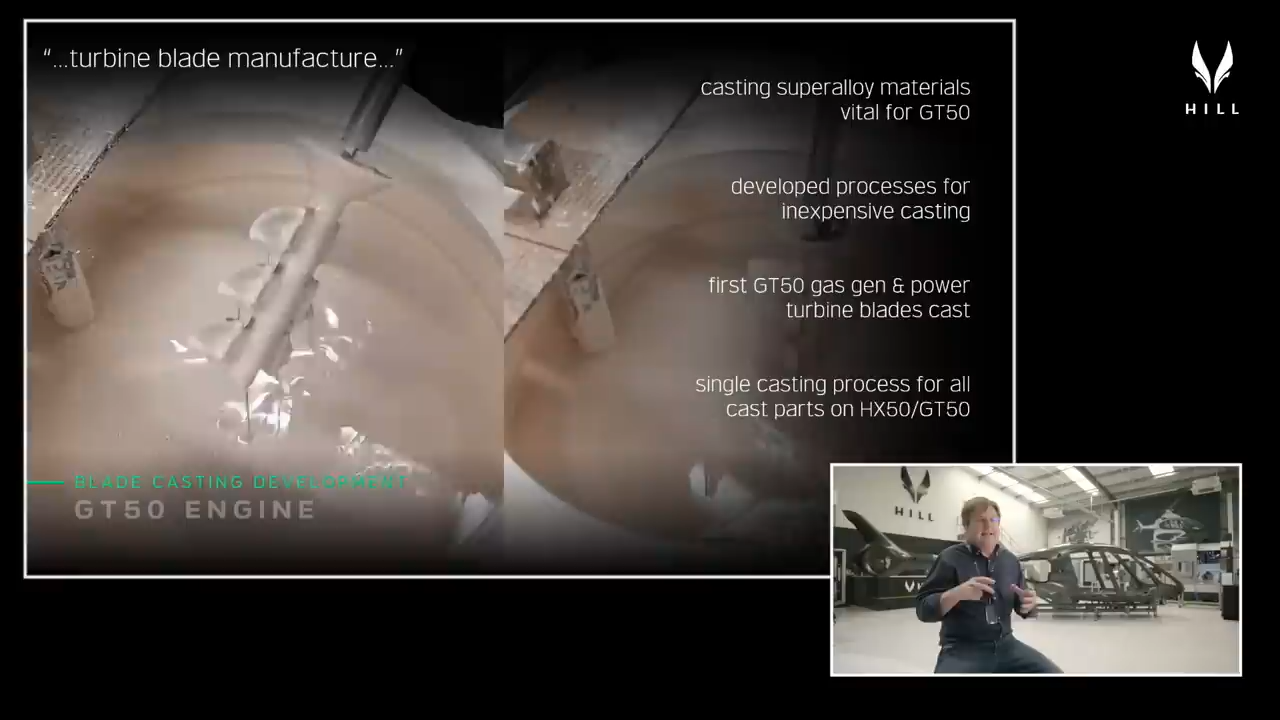 “...turbine blade manufacture...”
casting superalloy materials
vital for GT50
developed processes for
inexpensive casting
first GT50 gas gen & power
turbine blades cast
single casting process for all
cast parts on HX50/GT50
BLADE CASTING DEVELOPMENT
GT50 ENGINE
HILL
HILL